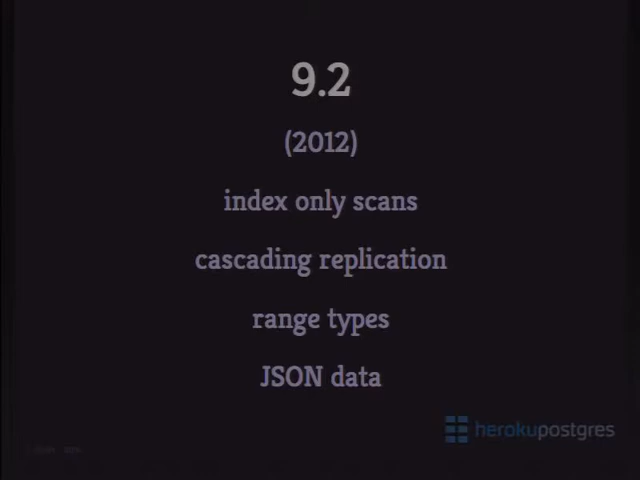 9.2
(2012)
index only scans
cascading replication
range types
JSON data
herokupostgres